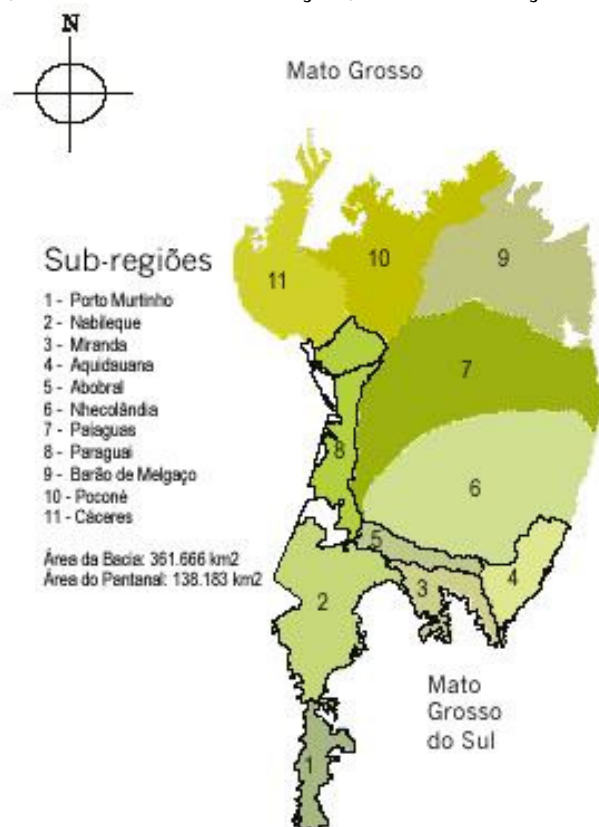 N
Mato Grosso
Sub-regiões
1 - Porto Murtinho
2 - Nabileque
3 - Miranda
4 - Aquidauana
5 - Abobral
6 - Nhecolândia
7 - Paiaguas
8 - Paraguai
9 - Barão de Melgaço
10 - Poconé
11 - Cáceres
Área da Bacia: 361.666 km2
Área do Pantanal: 138.183 km2
10
9
11
7
8
6
5
4
3
2
Mato
Grosso
do Sul
1